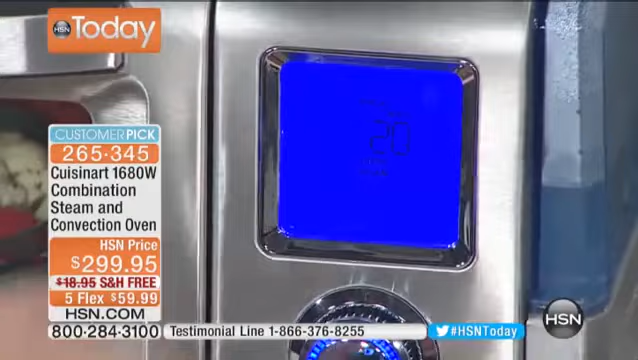 HSN Today
CUSTOMER PICK
265-345
Cuisinart 1680W
Combination
Steam and
Convection Oven
HSN Price
$299.95
$18.95 S&H FREE
5 Flex $59.99
HSN.COM
800-284-3100
Testimonial Line 1-866-376-8255
#HSNToday
HSN
20